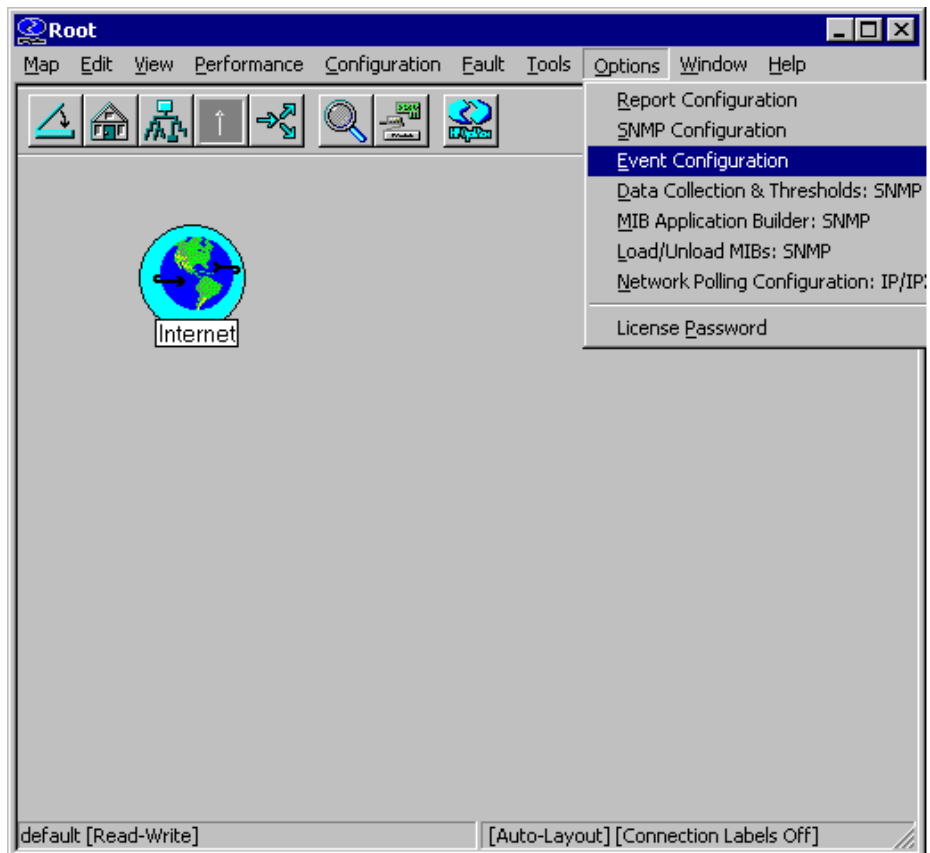 Root
Map Edit View Performance Configuration Fault Tools Options Window Help
Report Configuration
SNMP Configuration
Event Configuration
Data Collection & Thresholds: SNMP
MIB Application Builder: SNMP
Load/Unload MIBs: SNMP
Network Polling Configuration: IP/IP
License Password
Internet
default [Read-Write]
[Auto-Layout] [Connection Labels Off]